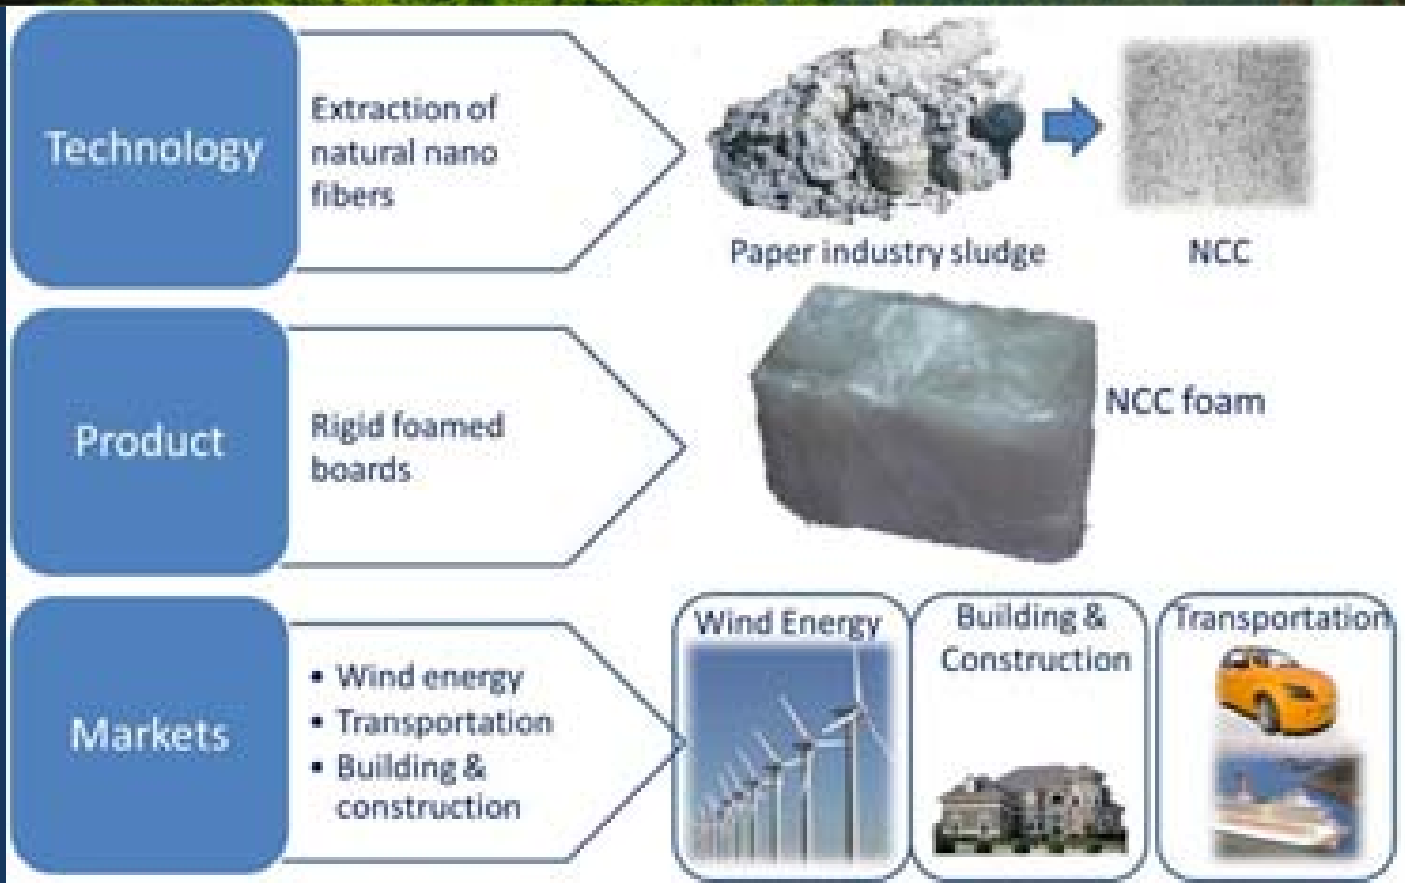 Technology
Extraction of
natural nano
fibers
Paper industry sludge
NCC
Product
Rigid foamed
boards
NCC foam
Markets
• Wind energy
• Transportation
• Building &
construction
Wind Energy
Building &
Construction
Transportation